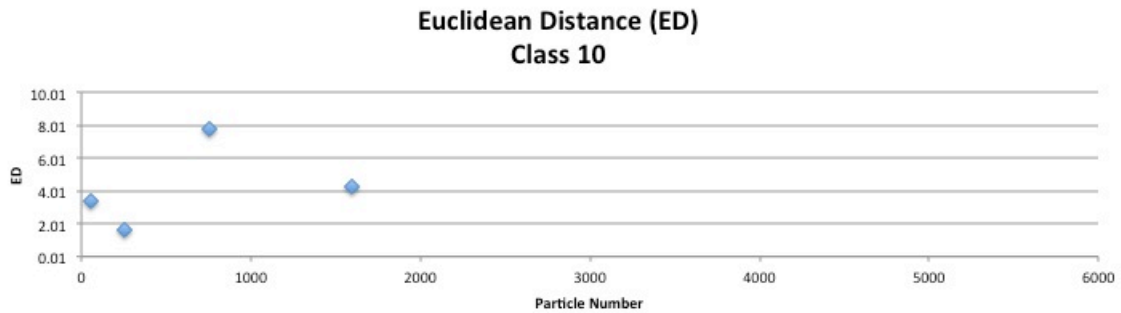 Euclidean Distance (ED)
Class 10
10.01
8.01
6.01
4.01
2.01
0.01
ED
0 1000 2000 3000 4000 5000 6000
Particle Number